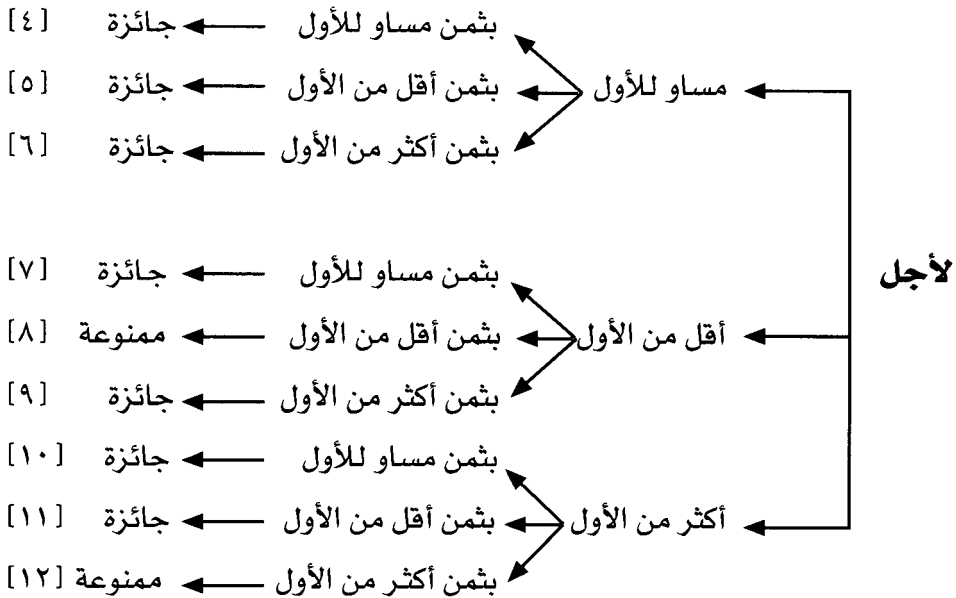 بثمن مساو للأول جائزة [٤]
مساو للأول بثمن أقل من الأول جائزة [٥]
بثمن أكثر من الأول جائزة [٦]
بثمن مساو للأول جائزة [٧]
لأجل
أقل من الأول بثمن أقل من الأول ممنوعة [٨]
بثمن أكثر من الأول جائزة [٩]
بثمن مساو للأول جائزة [١٠]
أكثر من الأول بثمن أقل من الأول جائزة [١١]
بثمن أكثر من الأول ممنوعة [١٢]